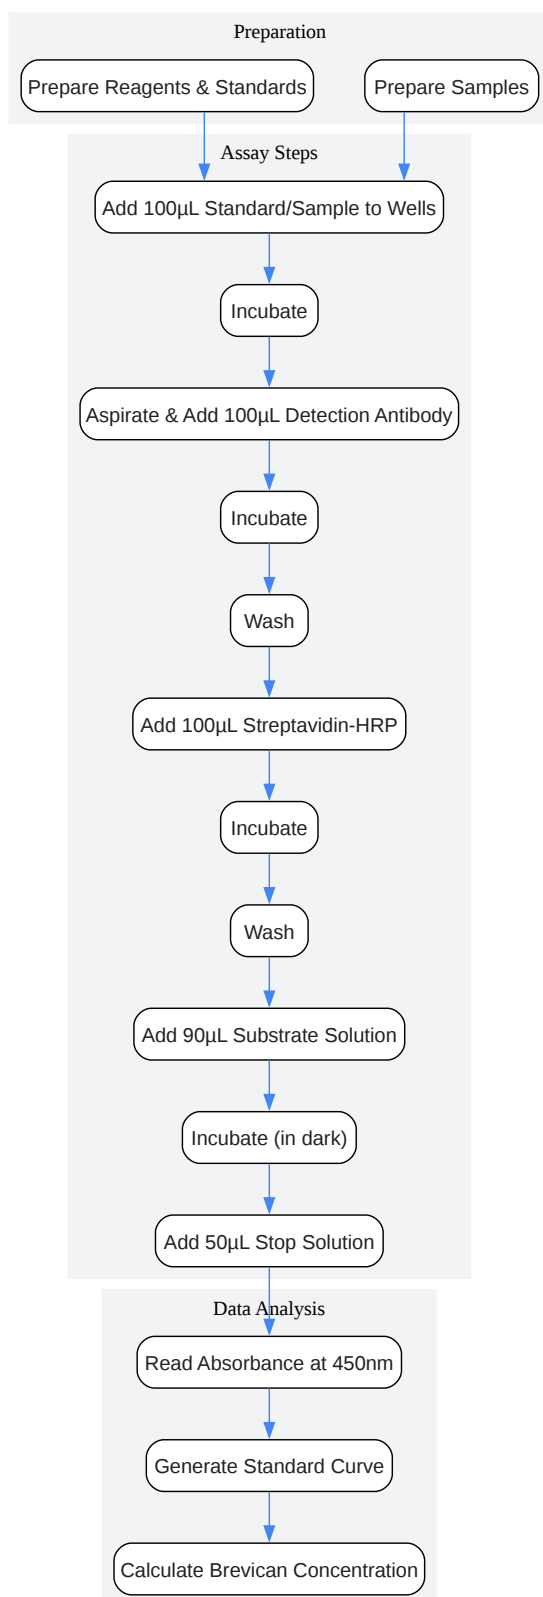 Preparation
Prepare Reagents & Standards
Prepare Samples
Assay Steps
Add 100µL Standard/Sample to Wells
Incubate
Aspirate & Add 100µL Detection Antibody
Incubate
Wash
Add 100µL Streptavidin-HRP
Incubate
Wash
Add 90µL Substrate Solution
Incubate (in dark)
Add 50µL Stop Solution
Data Analysis
Read Absorbance at 450nm
Generate Standard Curve
Calculate Brevican Concentration